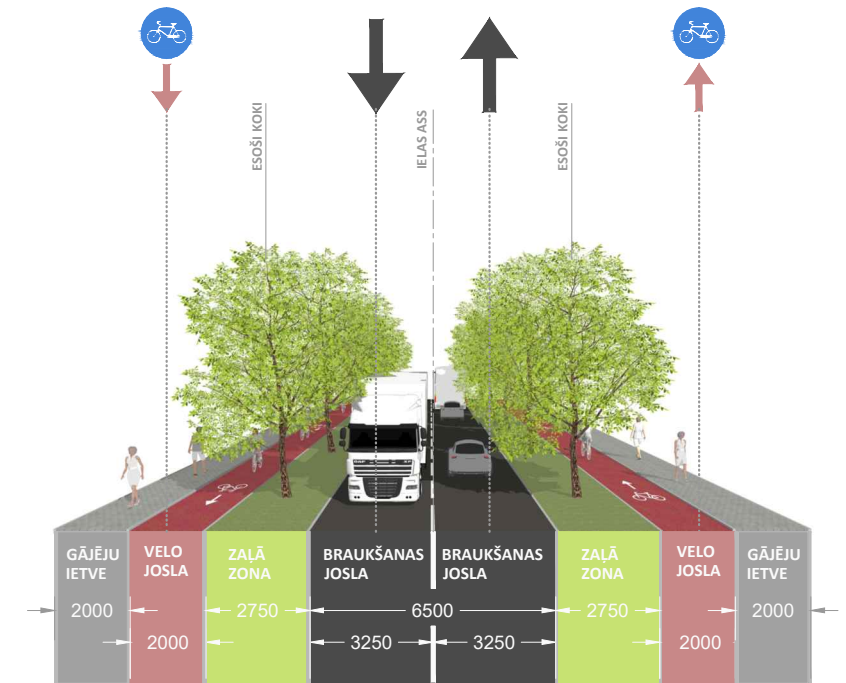 ESOŠI KOKI
IELAS ASS
ESOŠI KOKI
GĀJĒJU
IETVE
VELO
JOSLA
ZAĻĀ
ZONA
BRAUKŠANAS
JOSLA
BRAUKŠANAS
JOSLA
ZAĻĀ
ZONA
VELO
JOSLA
GĀJĒJU
IETVE
2000
2750
6500
2750
2000
2000
3250
3250
2000